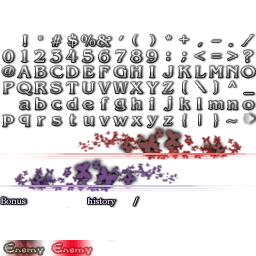 ! " # $ % & ' ( ) * + , - . /
0 1 2 3 4 5 6 7 8 9 : ; < = > ?
@ A B C D E F G H I J K L M N O
P Q R S T U V W X Y Z ( \ ) ^ _
a b c d e f g h i j k l m n o
p q r s t u v w x y z { | } ~
Bonus history /
Enemy Enemy